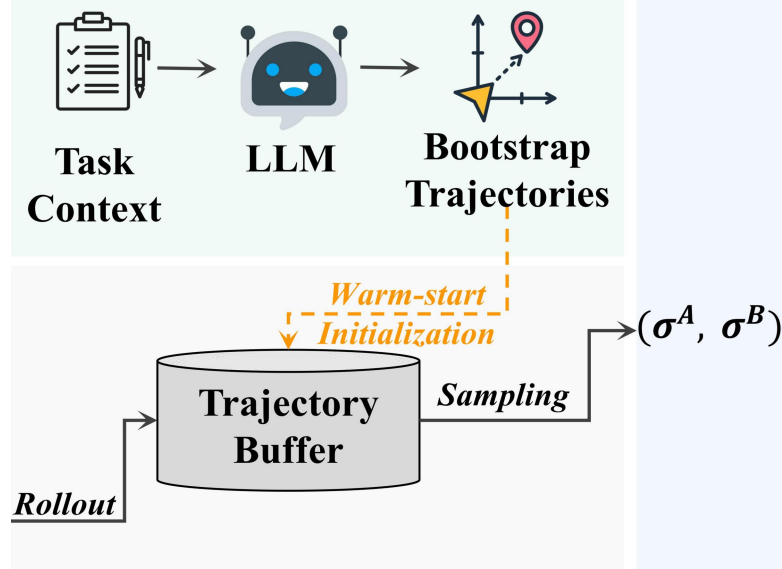 Task
Context
LLM
Bootstrap
Trajectories
Warm-start
Initialization
(σ^A, σ^B)
Trajectory
Buffer
Sampling
Rollout